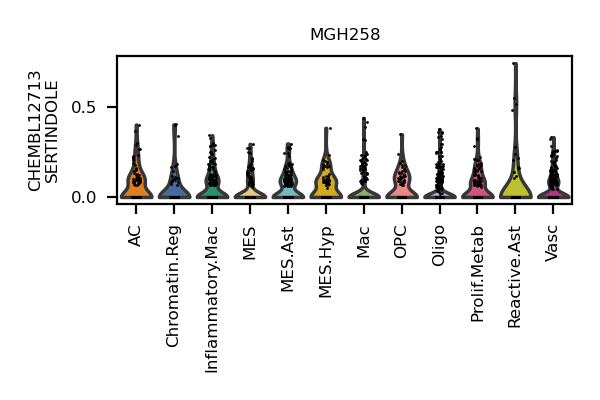 MGH258
CHEMBL12713
SERTINDOLE
0.5
0.0
AC
Chromatin.Reg
Inflammatory.Mac
MES
MES.Ast
MES.Hyp
Mac
OPC
Oligo
Prolif.Metab
Reactive.Ast
Vasc